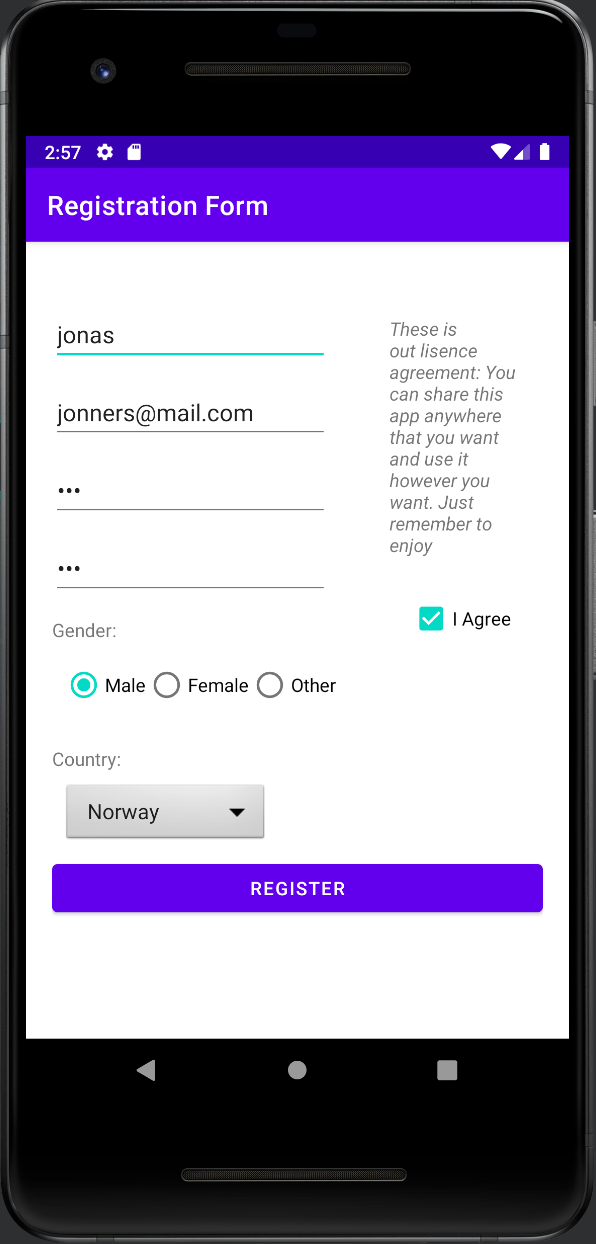 2:57
Registration Form
jonas
jonners@mail.com
•••
•••
These is
out lisence
agreement: You
can share this
app anywhere
that you want
and use it
however you
want. Just
remember to
enjoy
I Agree
Gender:
Male Female Other
Country:
Norway
REGISTER